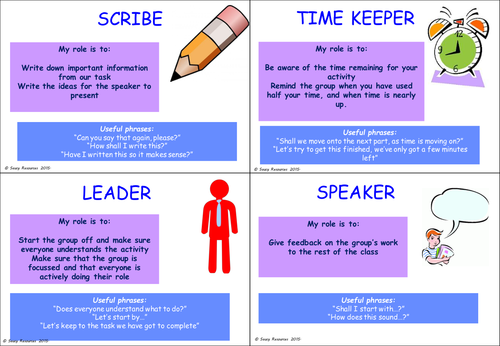 SCRIBE
My role is to:
Write down important information
from our task
Write the ideas for the speaker to
present
Useful phrases:
"Can you say that again, please?"
"How shall I write this?"
"Have I written this so it makes sense?"
© Saazy Resources 2015
TIME KEEPER
My role is to:
Be aware of the time remaining for your
activity
Remind the group when you have used
half your time, and when time is nearly
up.
Useful phrases:
"Shall we move onto the next part, as time is moving on?"
"Let's try to get this finished, we've only got a few minutes
left"
© Saazy Resources 2015
LEADER
My role is to:
Start the group off and make sure
everyone understands the activity
Make sure that the group is
focussed and that everyone is
actively doing their role
Useful phrases:
"Does everyone understand what to do?"
"Let's start by…"
"Let's keep to the task we have got to complete"
© Saazy Resources 2015
SPEAKER
My role is to:
Give feedback on the group's work
to the rest of the class
Useful phrases:
"Shall I start with…?"
"How does this sound…?"
© Saazy Resources 2015